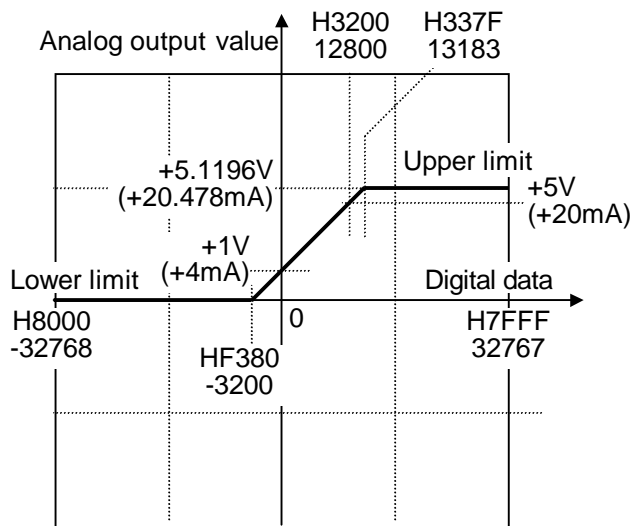 Analog output value
H3200
12800
H337F
13183
+5.1196V
(+20.478mA)
Upper limit
+5V
(+20mA)
+1V
(+4mA)
Lower limit
Digital data
H8000
-32768
0
H7FFF
32767
HF380
-3200